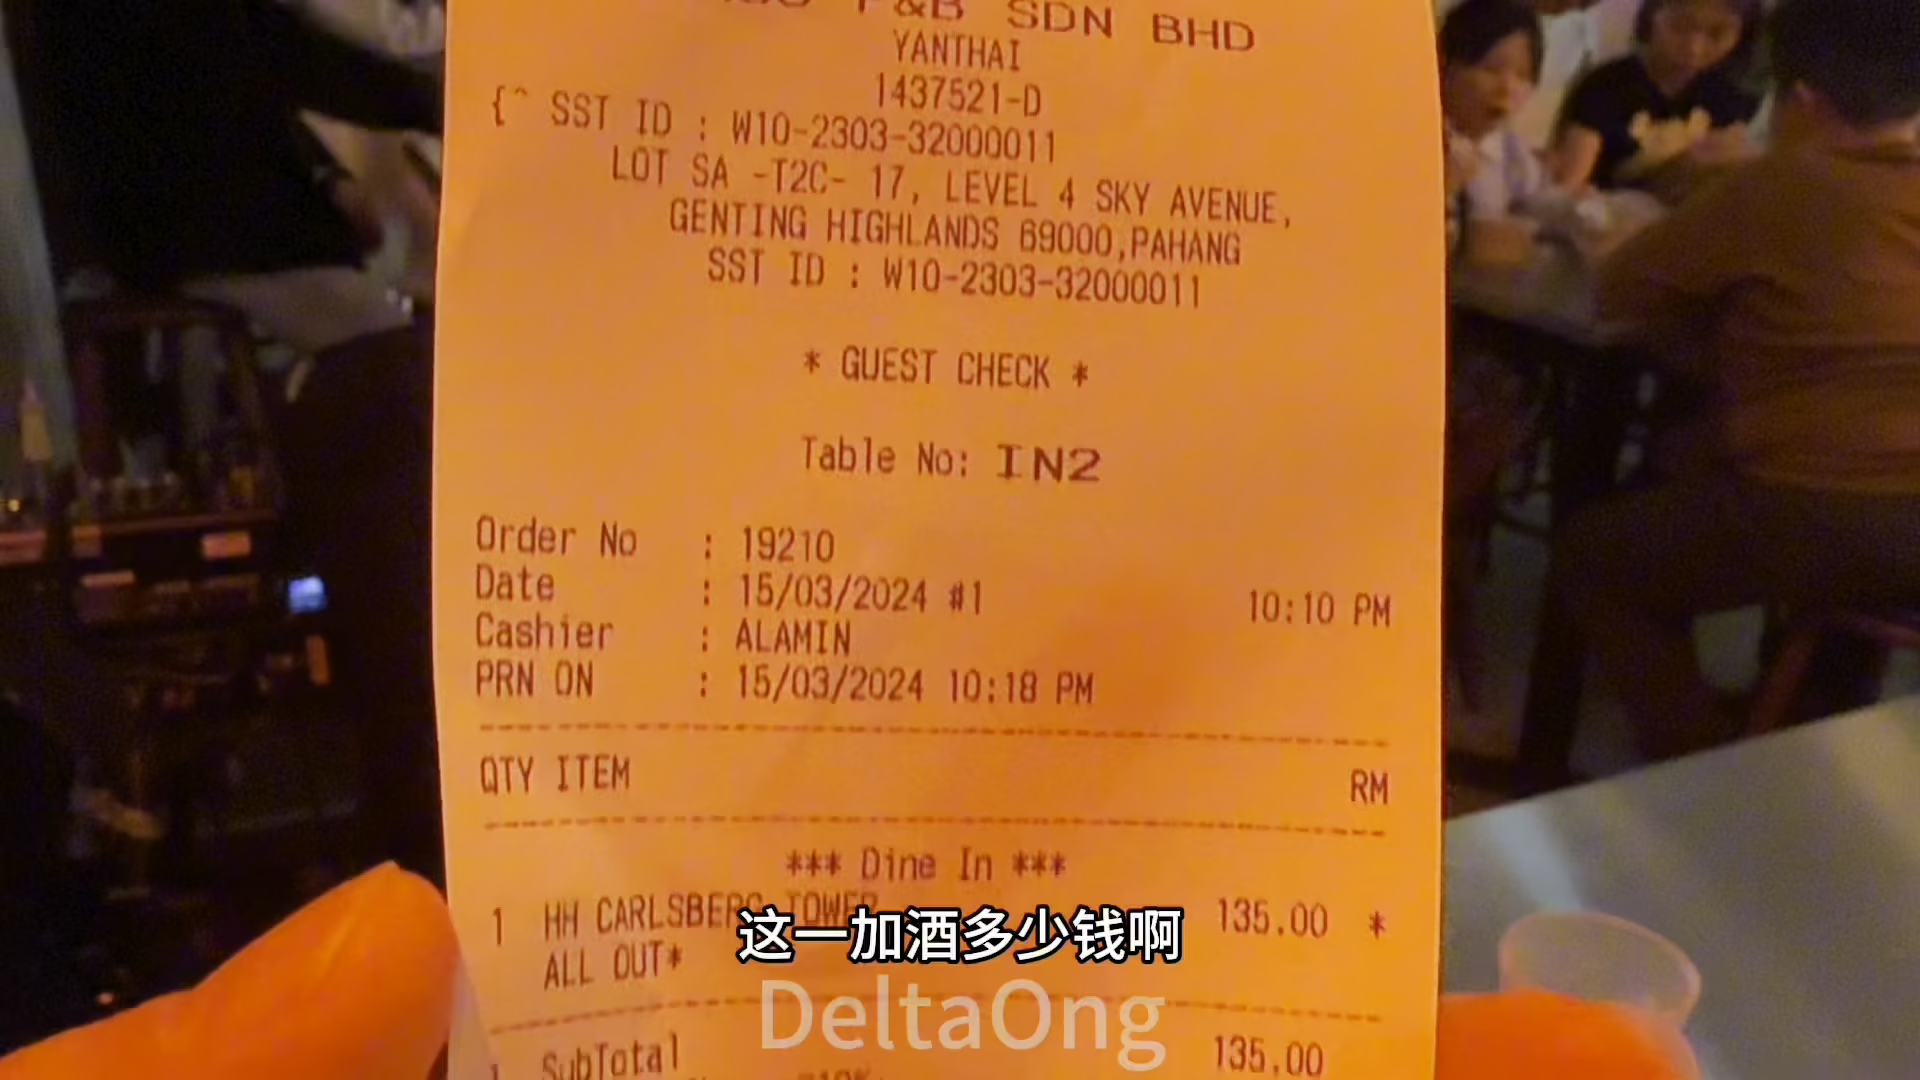 F&B SDN BHD
YANTHAI
1437521-D
{^ SST ID : W10-2303-32000011
LOT SA -T2C- 17, LEVEL 4 SKY AVENUE,
GENTING HIGHLANDS 69000,PAHANG
SST ID : W10-2303-32000011
* GUEST CHECK *
Table No: IN2
Order No : 19210
Date : 15/03/2024 #1 10:10 PM
Cashier : ALAMIN
PRN ON : 15/03/2024 10:18 PM
QTY ITEM RM
*** Dine In ***
1 HH CARLSBERG TOWER 135.00 *
ALL OUT*
这一加酒多少钱啊
DeltaOng
1 SubTotal 135.00